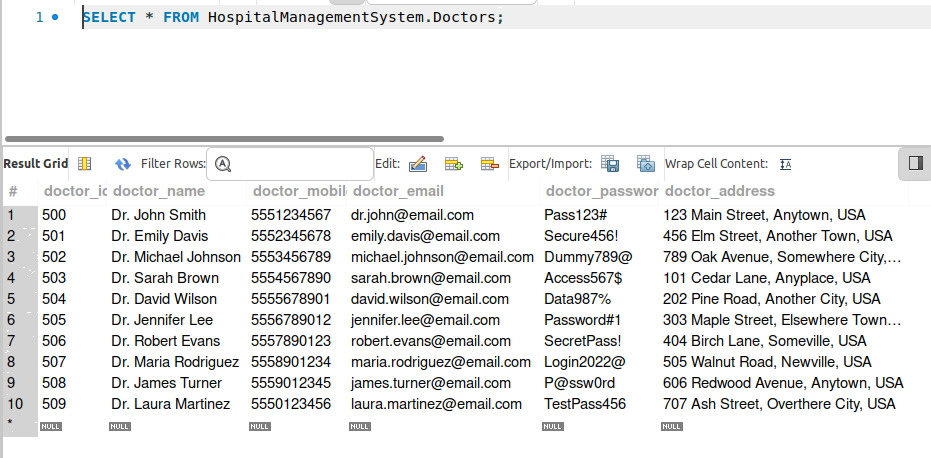 1 SELECT * FROM HospitalManagementSystem.Doctors;
Result Grid Filter Rows: Edit: Export/Import: Wrap Cell Content:
# doctor_id doctor_name doctor_mobile doctor_email doctor_passwor doctor_address
1 500 Dr. John Smith 5551234567 dr.john@email.com Pass123# 123 Main Street, Anytown, USA
2 501 Dr. Emily Davis 5552345678 emily.davis@email.com Secure456! 456 Elm Street, Another Town, USA
3 502 Dr. Michael Johnson 5553456789 michael.johnson@email.com Dummy789@ 789 Oak Avenue, Somewhere City,...
4 503 Dr. Sarah Brown 5554567890 sarah.brown@email.com Access567$ 101 Cedar Lane, Anyplace, USA
5 504 Dr. David Wilson 5555678901 david.wilson@email.com Data987% 202 Pine Road, Another City, USA
6 505 Dr. Jennifer Lee 5556789012 jennifer.lee@email.com Password#1 303 Maple Street, Elsewhere Town...
7 506 Dr. Robert Evans 5557890123 robert.evans@email.com SecretPass! 404 Birch Lane, Someville, USA
8 507 Dr. Maria Rodriguez 5558901234 maria.rodriguez@email.com Login2022@ 505 Walnut Road, Newville, USA
9 508 Dr. James Turner 5559012345 james.turner@email.com P@ssw0rd 606 Redwood Avenue, Anytown, USA
10 509 Dr. Laura Martinez 5550123456 laura.martinez@email.com TestPass456 707 Ash Street, Overthere City, USA
* NULL NULL NULL NULL NULL NULL